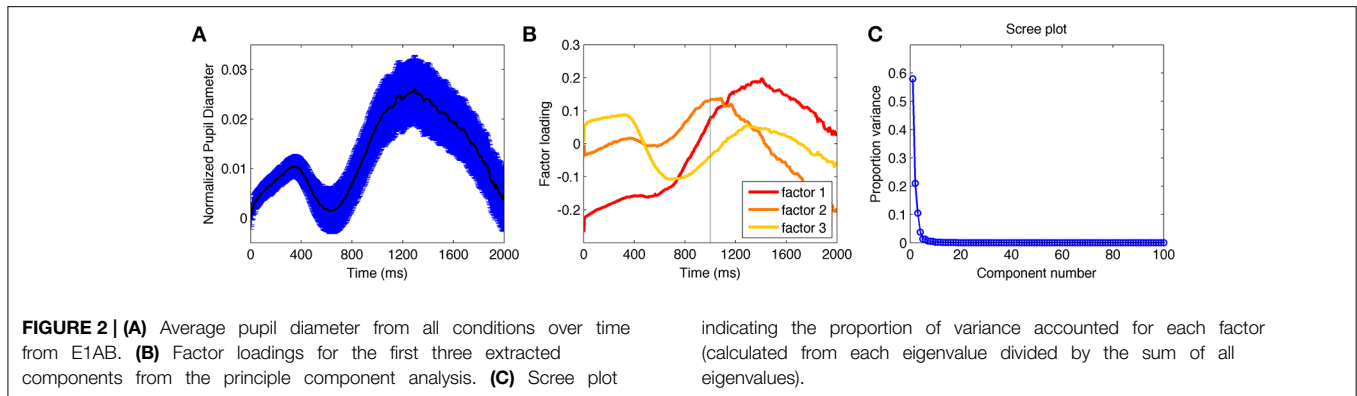 A
Normalized Pupil Diameter
0.03
0.02
0.01
0
0 400 800 1200 1600 2000
Time (ms)
B
Factor loading
0.3
0.2
0.1
0
-0.1
-0.2
factor 1
factor 2
factor 3
0 400 800 1200 1600 2000
Time (ms)
C
Scree plot
Proportion variance
0.6
0.5
0.4
0.3
0.2
0.1
0
0 20 40 60 80 100
Component number
FIGURE 2 | (A) Average pupil diameter from all conditions over time
from E1AB. (B) Factor loadings for the first three extracted
components from the principle component analysis. (C) Scree plot
indicating the proportion of variance accounted for each factor
(calculated from each eigenvalue divided by the sum of all
eigenvalues).